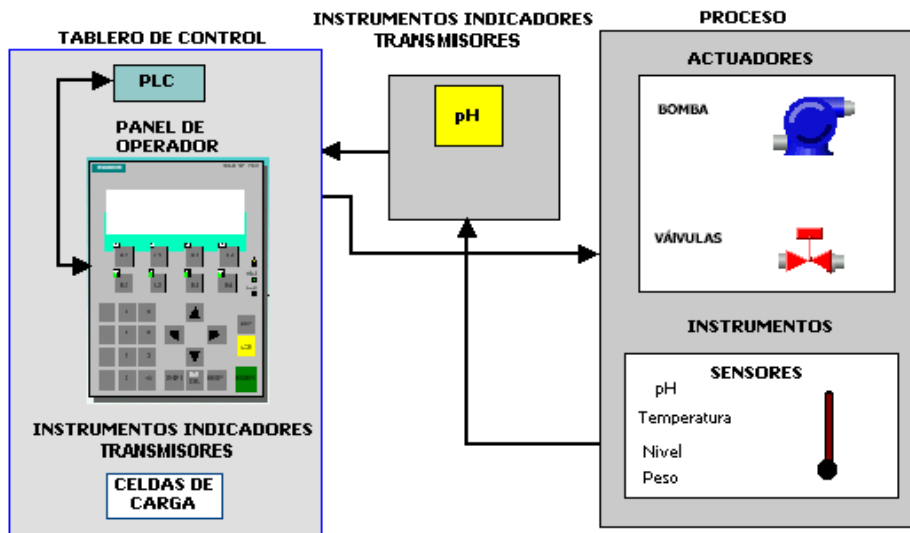 TABLERO DE CONTROL
PLC
PANEL DE
OPERADOR
INSTRUMENTOS INDICADORES
TRANSMISORES
CELDAS DE
CARGA
INSTRUMENTOS INDICADORES
TRANSMISORES
pH
PROCESO
ACTUADORES
BOMBA
VÁIVULAS
INSTRUMENTOS
SENSORES
pH
Temperatura
Nivel
Peso